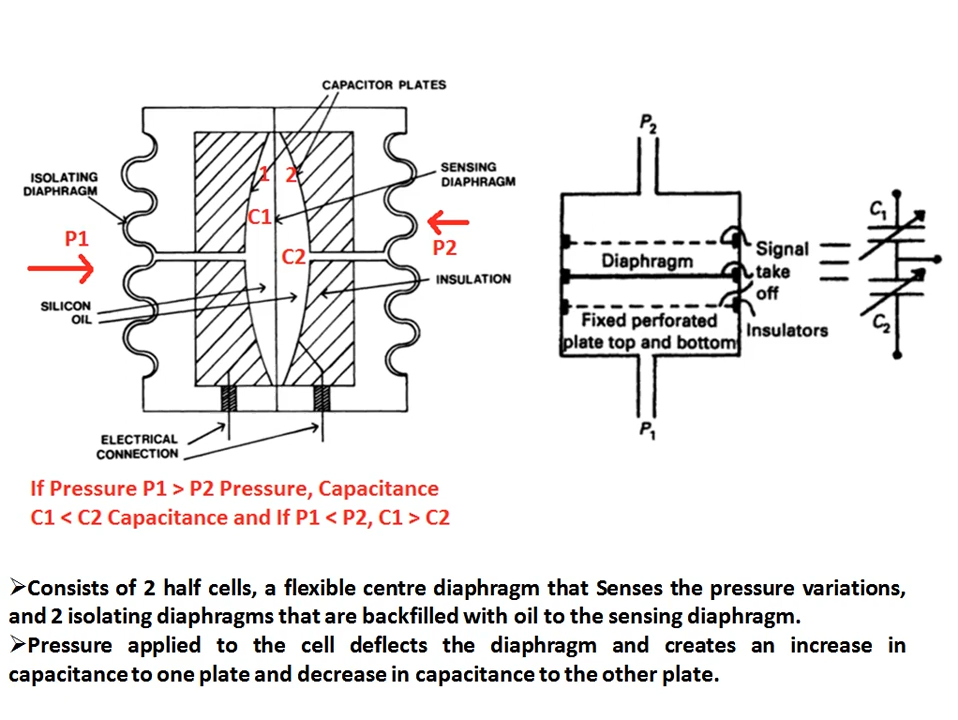 CAPACITOR PLATES
ISOLATING
DIAPHRAGM
SENSING
DIAPHRAGM
1 2
C1
C2
P1
P2
SILICON
OIL
INSULATION
ELECTRICAL
CONNECTION
If Pressure P1 > P2 Pressure, Capacitance
C1 < C2 Capacitance and If P1 < P2, C1 > C2
P₂
Diaphragm
Signal
take
off
Fixed perforated
plate top and bottom
Insulators
P₁
C₁
C₂
➢Consists of 2 half cells, a flexible centre diaphragm that Senses the pressure variations,
and 2 isolating diaphragms that are backfilled with oil to the sensing diaphragm.
➢Pressure applied to the cell deflects the diaphragm and creates an increase in
capacitance to one plate and decrease in capacitance to the other plate.